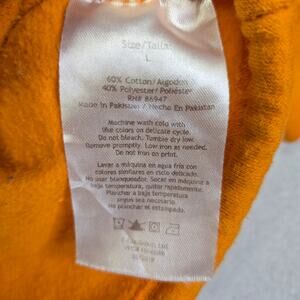 Size/Talla:
L
60% Cotton/Algodon
40% Polyester/Poliéster
RN# 86947
Made in Pakistan / Hecho En Pakistan
Machine wash cold with
like colors on delicate cycle.
Do not bleach. Tumble dry low.
Remove promptly. Low iron as needed.
Do not iron on print.
Lavar a máquina en agua fría con
colores similares en ciclo delicado.
No usar blanqueador. Secar en máquina a
baja temperatura, quitar rápidamente.
Planchar a baja temperatura
según sea necesario.
No planchar el estampado.